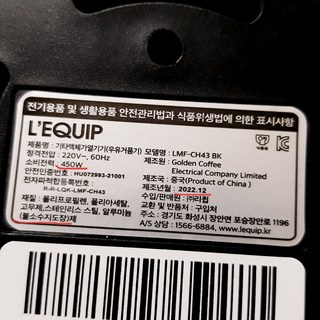 전기용품 및 생활용품 안전관리법과 식품위생법에 의한 표시사항
L'EQUIP
제품명 : 기타액체가열기기(우유거품기) 모델명 : LMF-CH43 BK
정격전압 : 220V~, 60Hz 제조원 : Golden Coffee
소비전력 : 450W Electrical Company Limited
안전인증번호 : HU072993-21001 제조국 : 중국(Product of China)
전자파적합등록번호 : 제조년월 : 2022.12
R-R-LQK-LMF-CH43 수입/판매원 : ㈜라컵
재질 : 폴리프로필렌, 폴리아세탈, 교환 및 반품처 : 구입처
고무제,스테인리스 스틸, 알루미늄 주소 : 경기도 화성시 장안면 포승장안로 1196
(불소수지도장)제 A/S 상담 : 1566-6884, www.lequip.kr